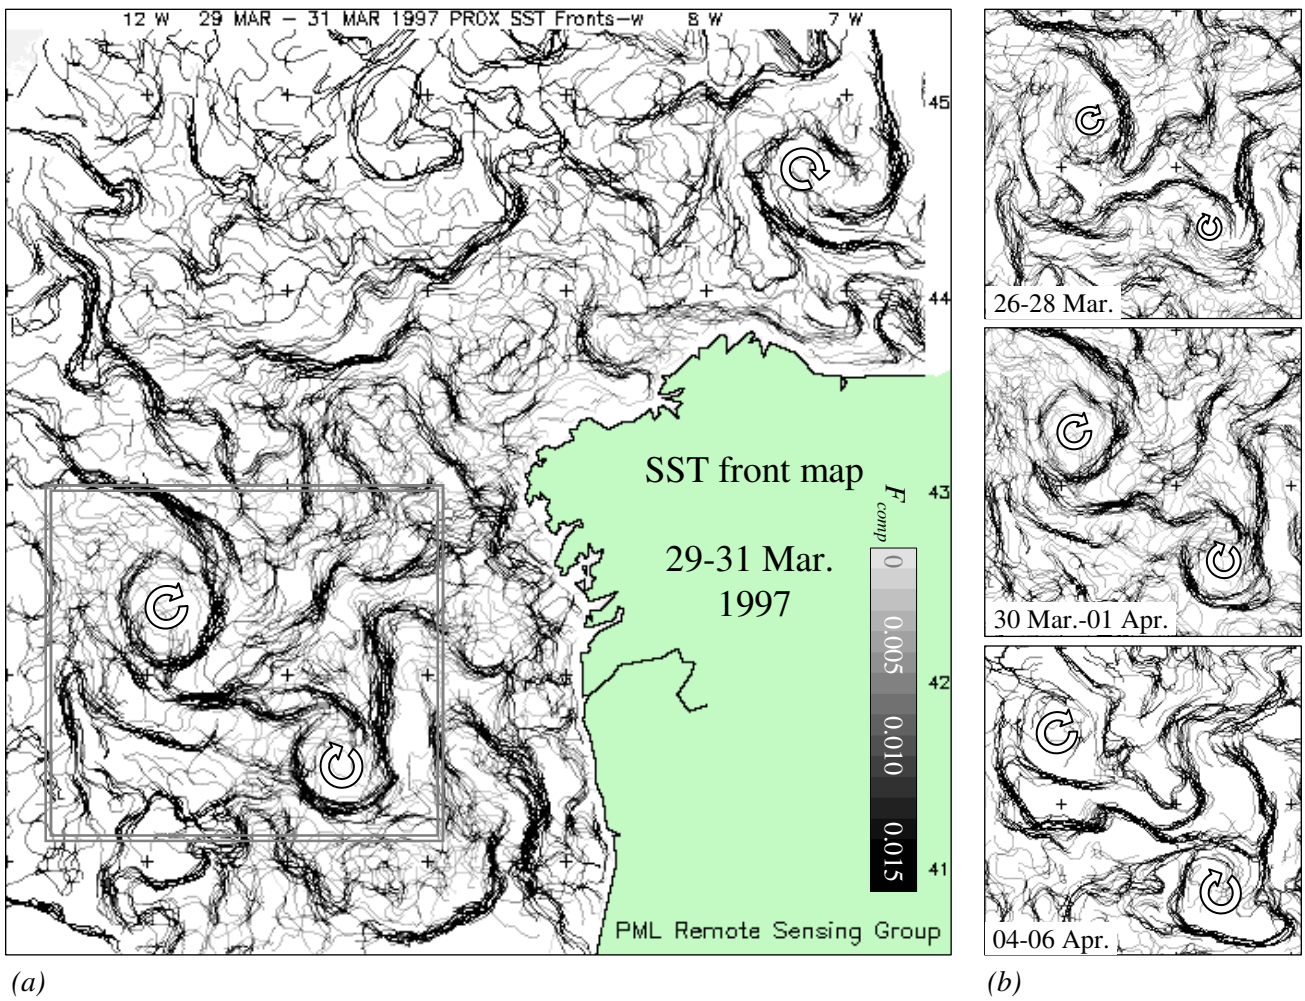 12 W 29 MAR – 31 MAR 1997 PROX SST Fronts-w 8 W 7 W
45
44
SST front map
43
29-31 Mar.
1997
Fcomp
0
0.005
0.010
0.015
42
41
PML Remote Sensing Group
(a)
26-28 Mar.
30 Mar.-01 Apr.
04-06 Apr.
(b)